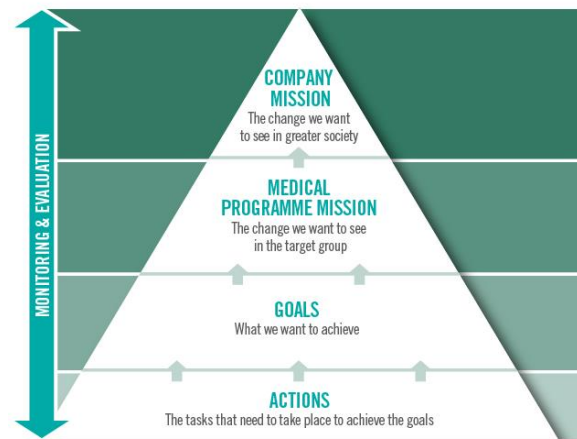 COMPANY
MISSION
The change we want
to see in greater society
MEDICAL
PROGRAMME MISSION
The change we want to see
in the target group
GOALS
What we want to achieve
ACTIONS
The tasks that need to take place to achieve the goals
MONITORING & EVALUATION